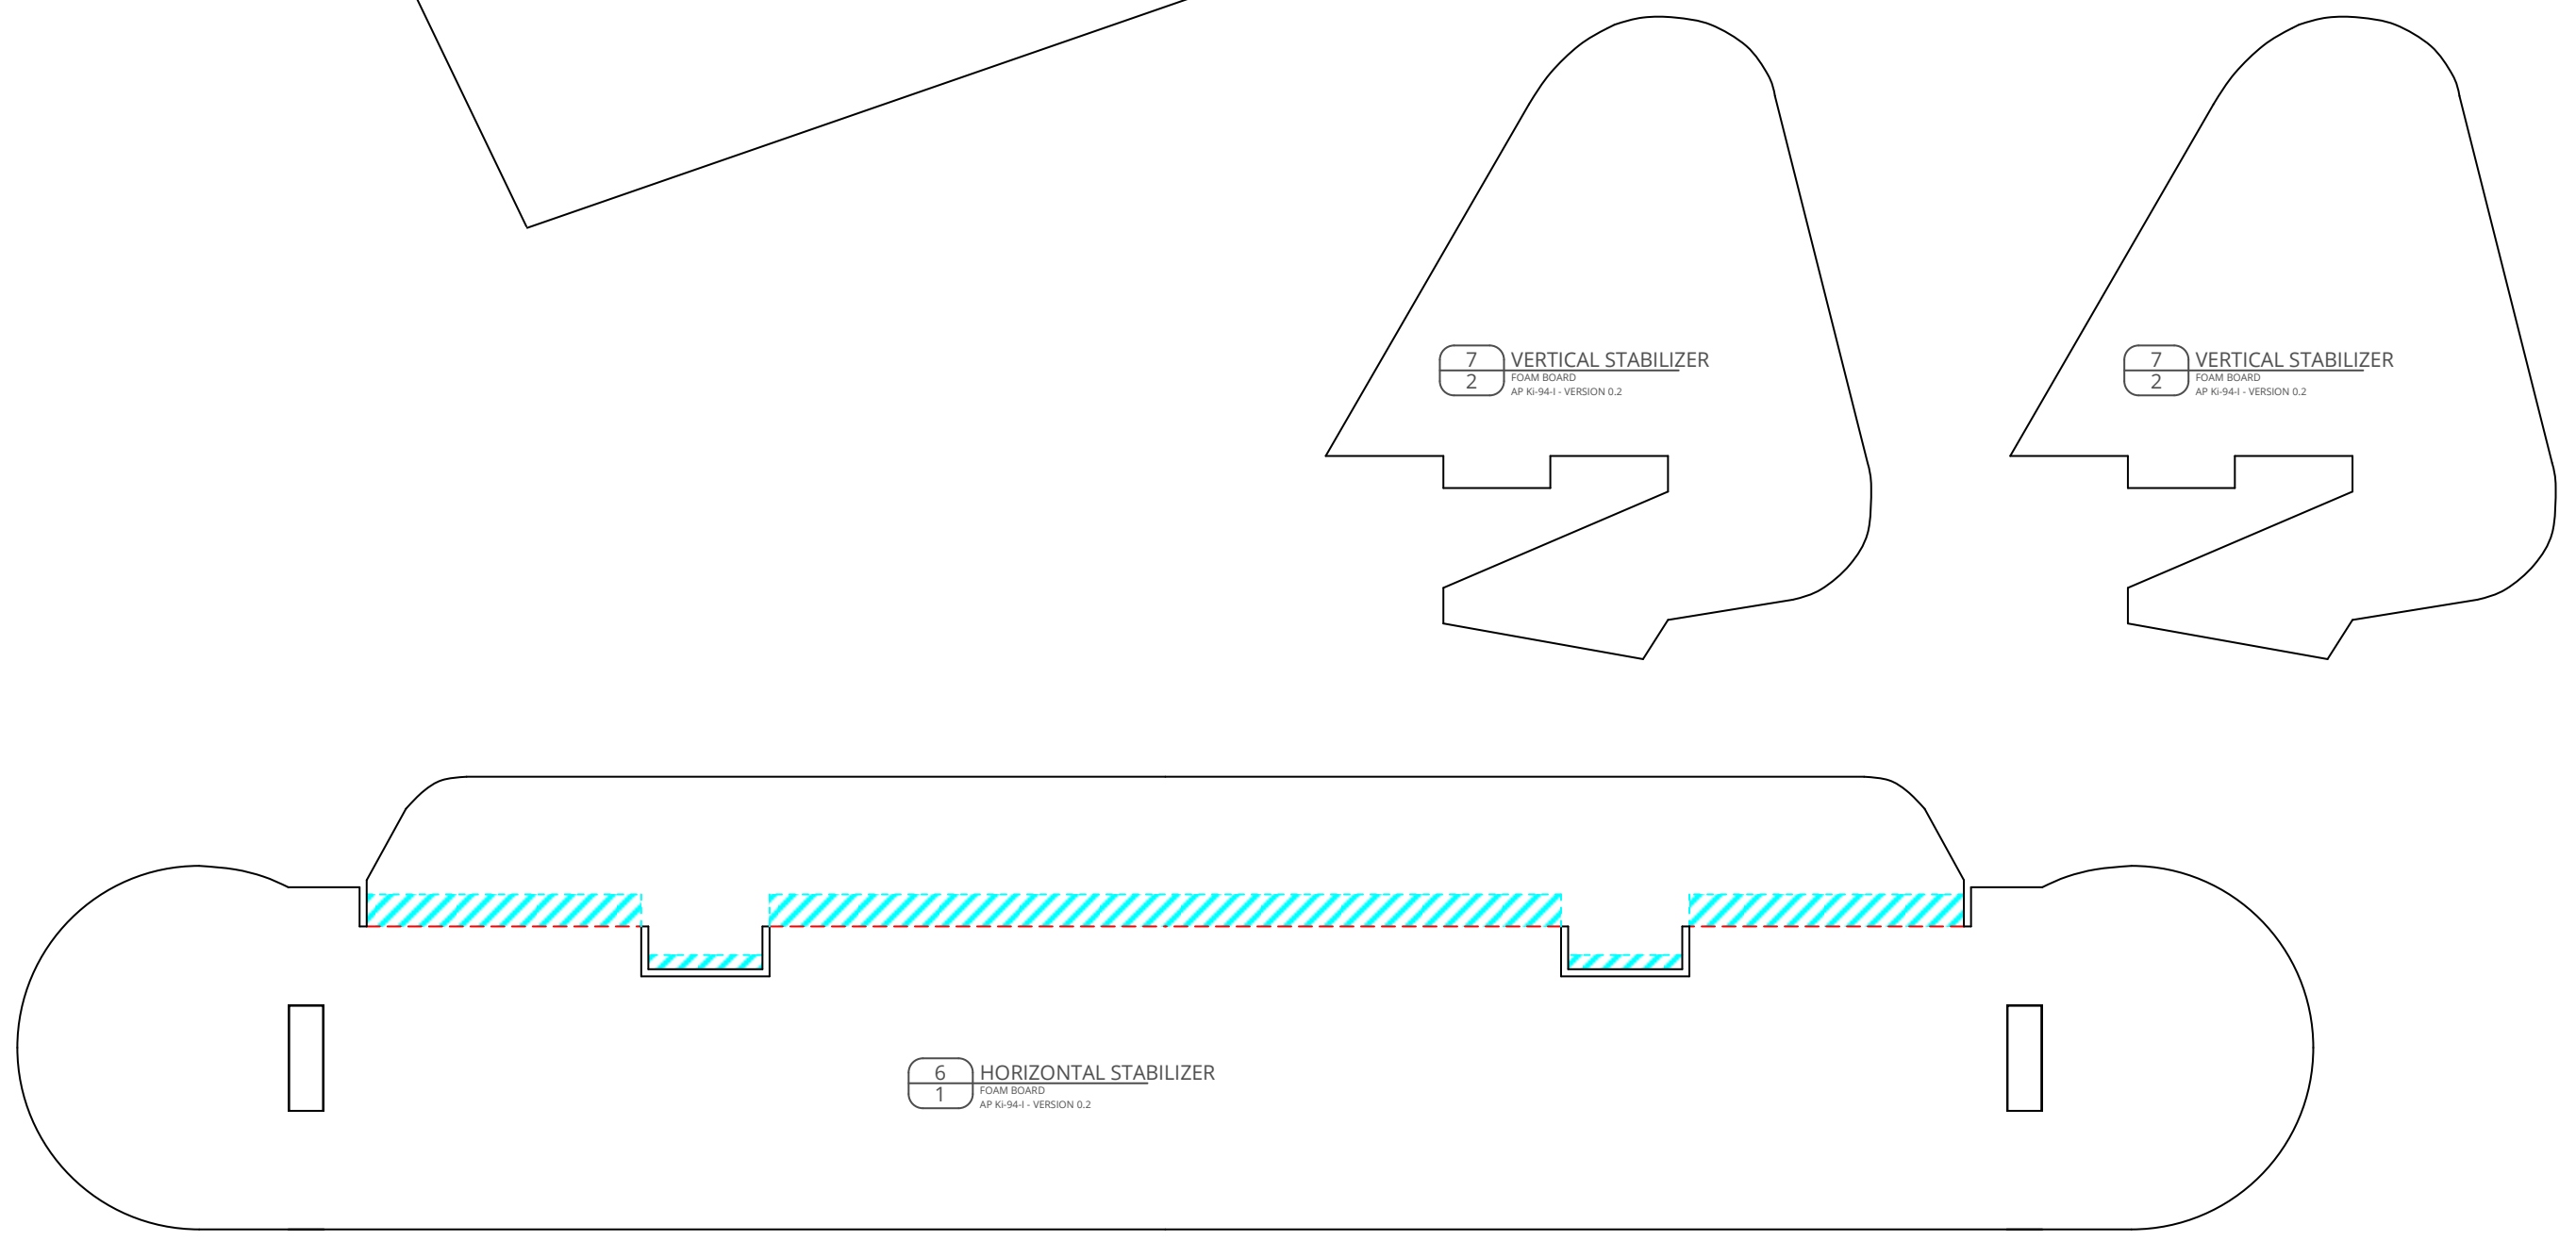 7 VERTICAL STABILIZER
2 FOAM BOARD
AP Ki-94-I - VERSION 0.2
7 VERTICAL STABILIZER
2 FOAM BOARD
AP Ki-94-I - VERSION 0.2
6 HORIZONTAL STABILIZER
1 FOAM BOARD
AP Ki-94-I - VERSION 0.2